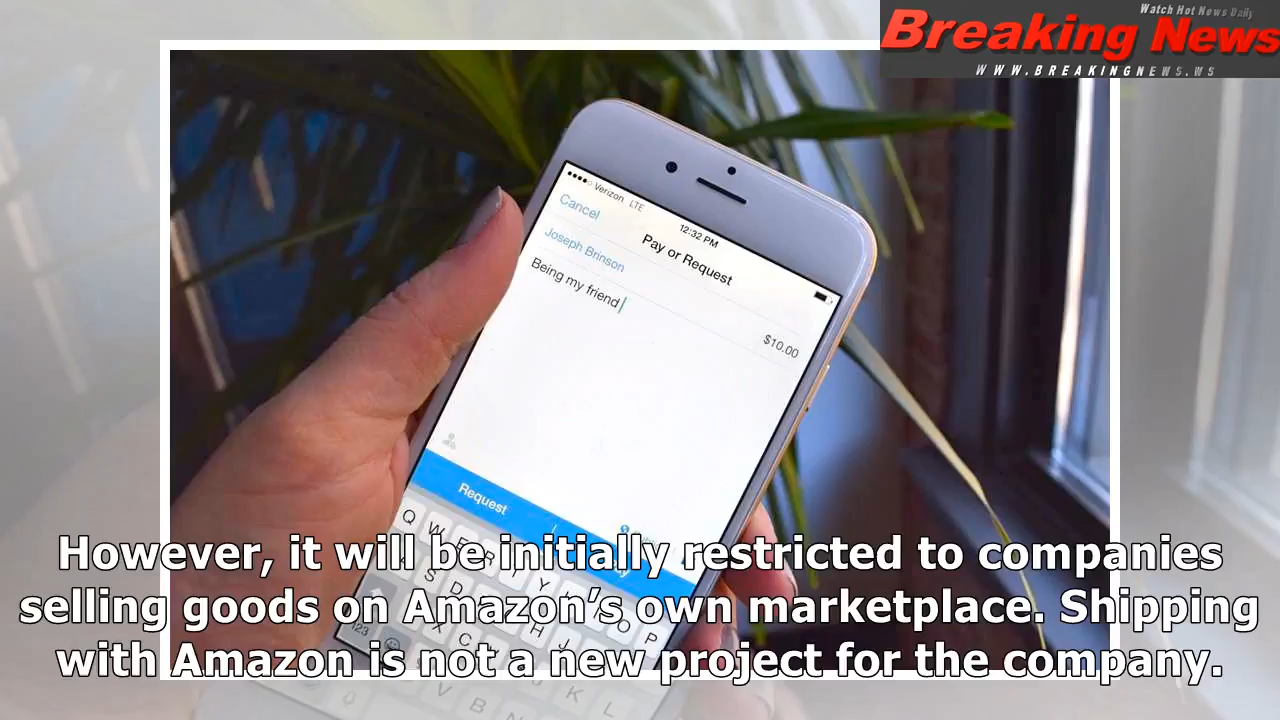 Watch Hot News Daily
Breaking News
WWW.BREAKINGNEWS.WS
Verizon LTE
12:32 PM
Cancel
Pay or Request
Joseph Brinson
Being my friend
$10.00
Request
However, it will be initially restricted to companies
selling goods on Amazon’s own marketplace. Shipping
with Amazon is not a new project for the company.